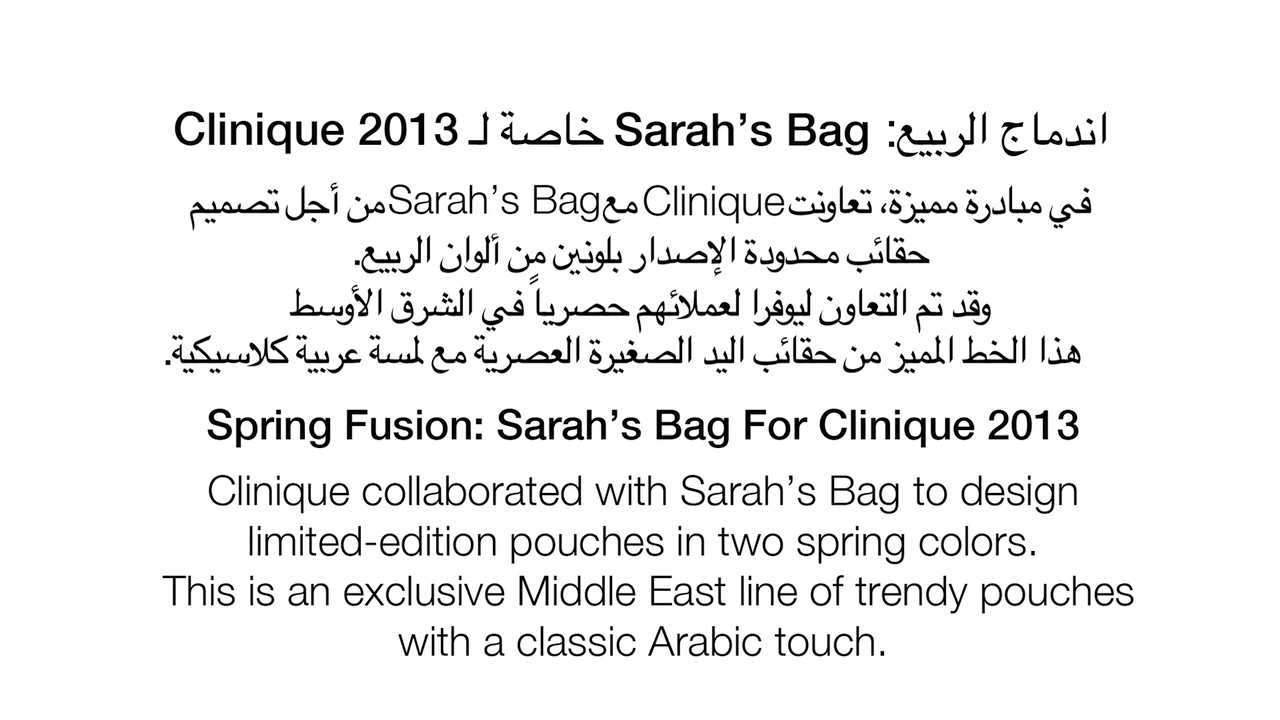 اندماج الربيع: Sarah’s Bag خاصة لـ Clinique 2013
في مبادرة مميزة، تعاونت Clinique مع Sarah’s Bag من أجل تصميم
حقائب محدودة الإصدار بلونين من ألوان الربيع.
وقد تم التعاون ليوفرا لعملائهم حصرياً في الشرق الأوسط
هذا الخط المميز من حقائب اليد الصغيرة العصرية مع لمسة عربية كلاسيكية.
Spring Fusion: Sarah’s Bag For Clinique 2013
Clinique collaborated with Sarah’s Bag to design
limited-edition pouches in two spring colors.
This is an exclusive Middle East line of trendy pouches
with a classic Arabic touch.